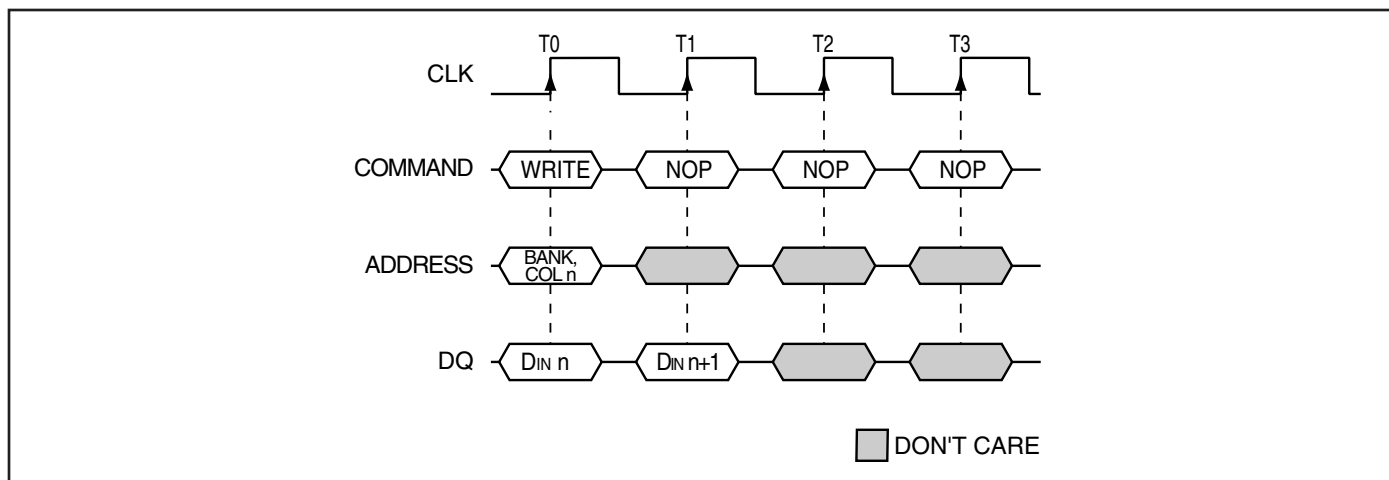 T0 T1 T2 T3
CLK
COMMAND WRITE NOP NOP NOP
ADDRESS BANK,
COL n
DQ DIN n DIN n+1
DON'T CARE